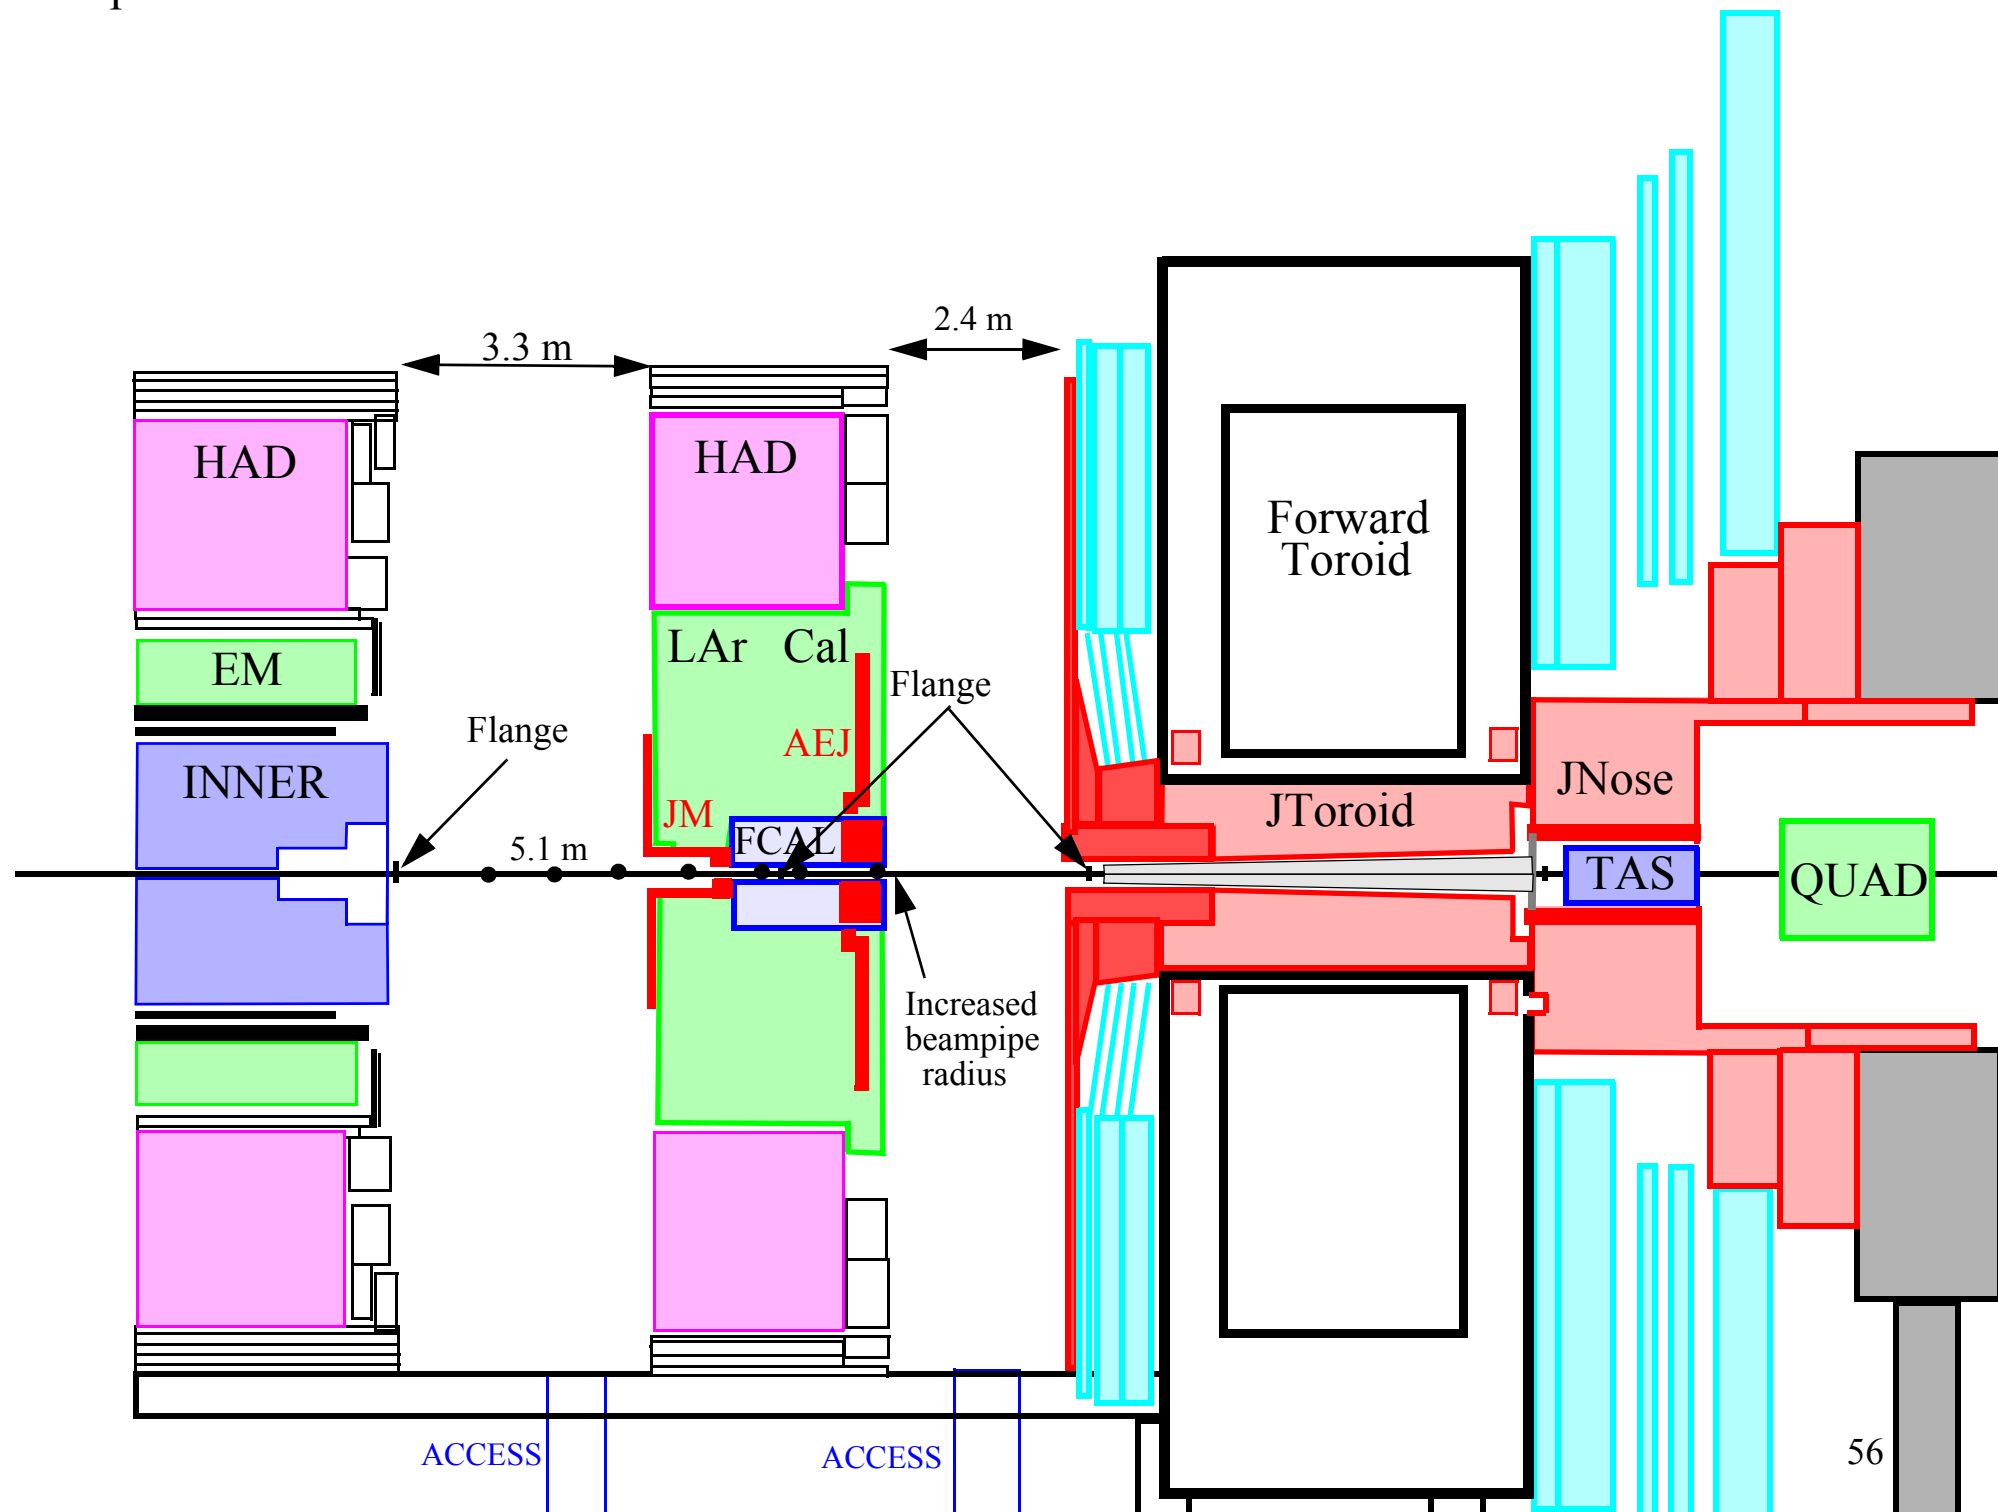 2.4 m
3.3 m
HAD
HAD
Forward
Toroid
LAr Cal
EM
Flange
Flange
AEJ
INNER
JNose
JM
JToroid
FCAL
5.1 m
TAS
QUAD
Increased
beampipe
radius
ACCESS
ACCESS
56